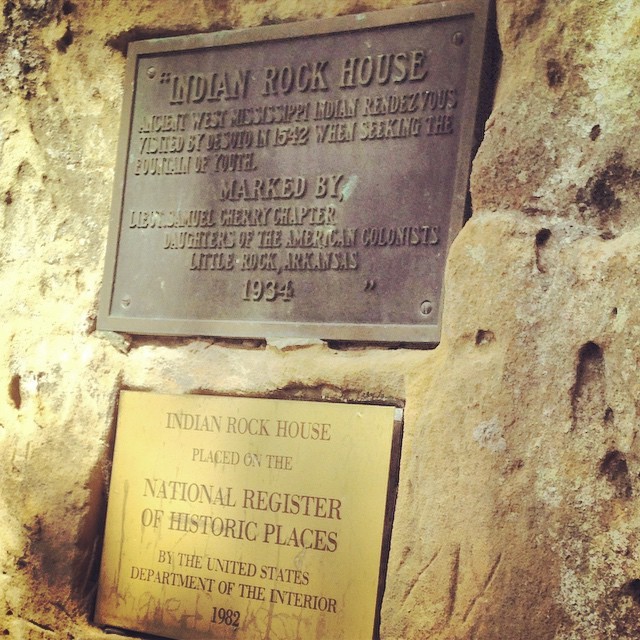 "INDIAN ROCK HOUSE
ANCIENT WEST MISSISSIPPI INDIAN RENDEZVOUS
VISITED BY DESOTO IN 1542 WHEN SEEKING THE
FOUNTAIN OF YOUTH.
MARKED BY,
LIEUT. SAMUEL CHERRY CHAPTER
DAUGHTERS OF THE AMERICAN COLONISTS
LITTLE ROCK, ARKANSAS
1934 "
INDIAN ROCK HOUSE
PLACED ON THE
NATIONAL REGISTER
OF HISTORIC PLACES
BY THE UNITED STATES
DEPARTMENT OF THE INTERIOR
1982